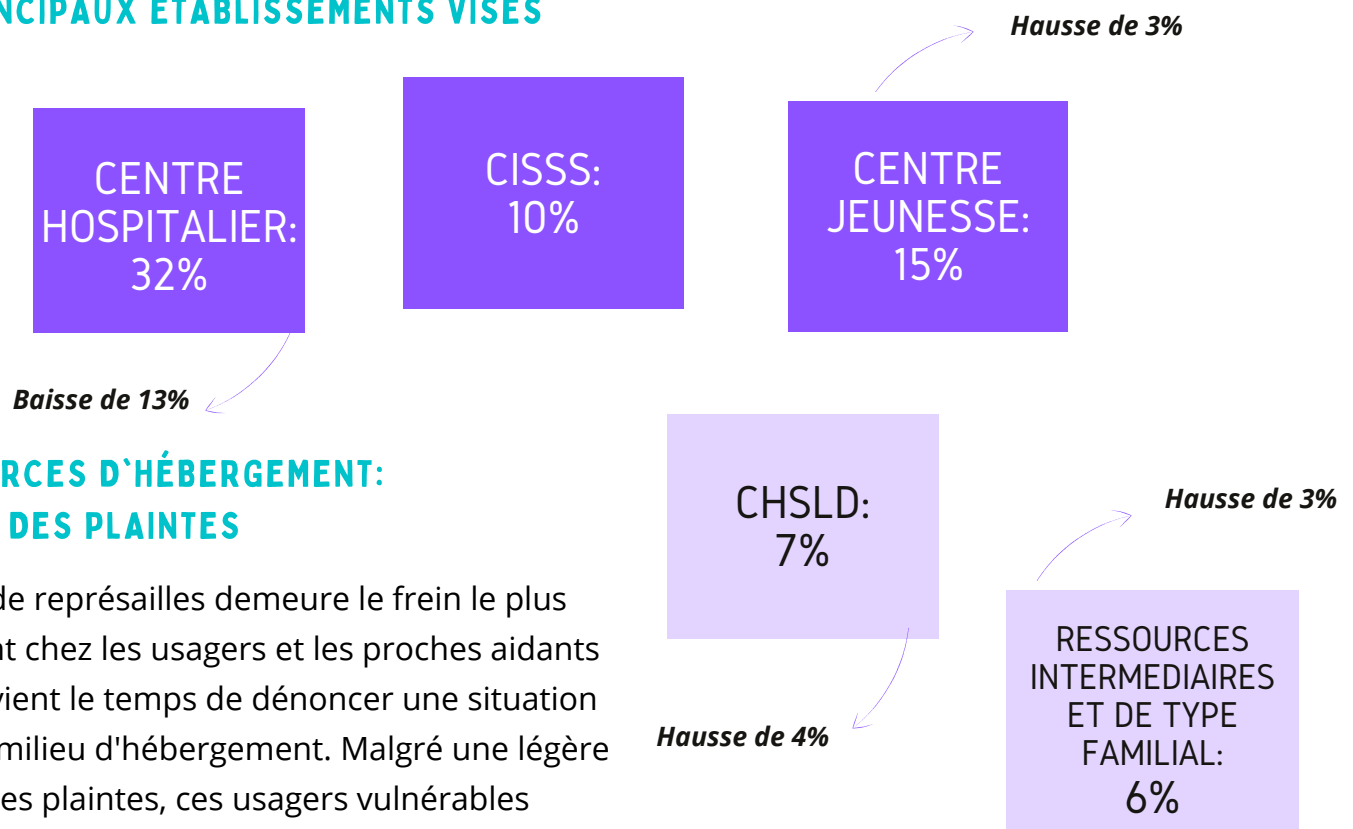 NCIPAUX ÉTABLISSEMENTS VISÉS
Hausse de 3%
CENTRE
HOSPITALIER:
32%
CISSS:
10%
CENTRE
JEUNESSE:
15%
Baisse de 13%
RCES D`HÉBERGEMENT:
DES PLAINTES
de représailles demeure le frein le plus
nt chez les usagers et les proches aidants
vient le temps de dénoncer une situation
milieu d'hébergement. Malgré une légère
es plaintes, ces usagers vulnérables
CHSLD:
7%
Hausse de 4%
Hausse de 3%
RESSOURCES
INTERMEDIAIRES
ET DE TYPE
FAMILIAL:
6%